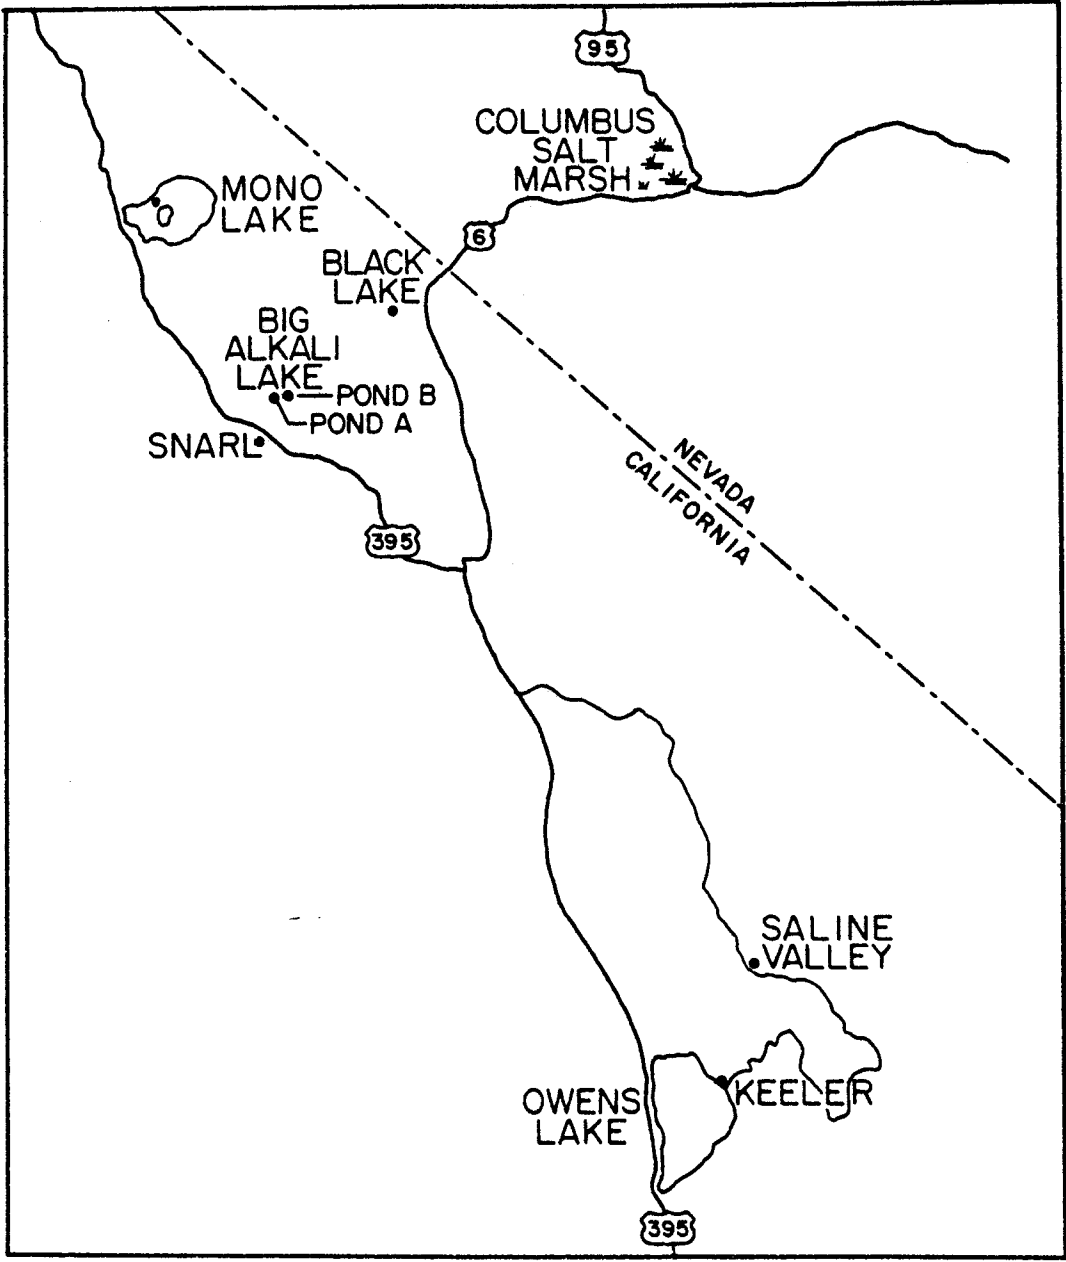 95
COLUMBUS
SALT
MARSH
MONO
LAKE
6
BLACK
LAKE
BIG
ALKALI
LAKE
POND B
POND A
SNARL
NEVADA
CALIFORNIA
395
SALINE
VALLEY
KEELER
OWENS
LAKE
395